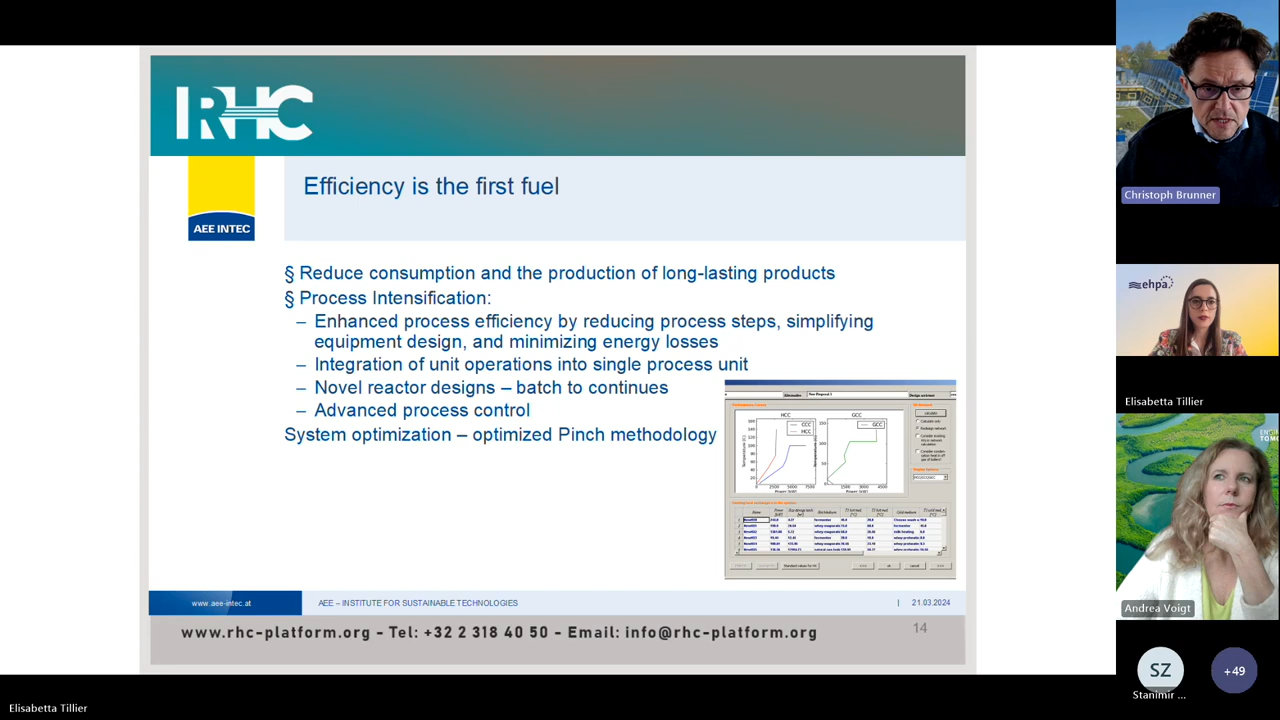 RHC
AEE INTEC
Efficiency is the first fuel
§ Reduce consumption and the production of long-lasting products
§ Process Intensification:
– Enhanced process efficiency by reducing process steps, simplifying
equipment design, and minimizing energy losses
– Integration of unit operations into single process unit
– Novel reactor designs – batch to continues
– Advanced process control
System optimization – optimized Pinch methodology
HCC
CCC
HCC
GCC
GCC
www.aee-intec.at
AEE – INSTITUTE FOR SUSTAINABLE TECHNOLOGIES
| 21.03.2024
www.rhc-platform.org - Tel: +32 2 318 40 50 - Email: info@rhc-platform.org
14
Christoph Brunner
ehpa
Elisabetta Tillier
Andrea Voigt
SZ
+49
Stanimir ...
Elisabetta Tillier